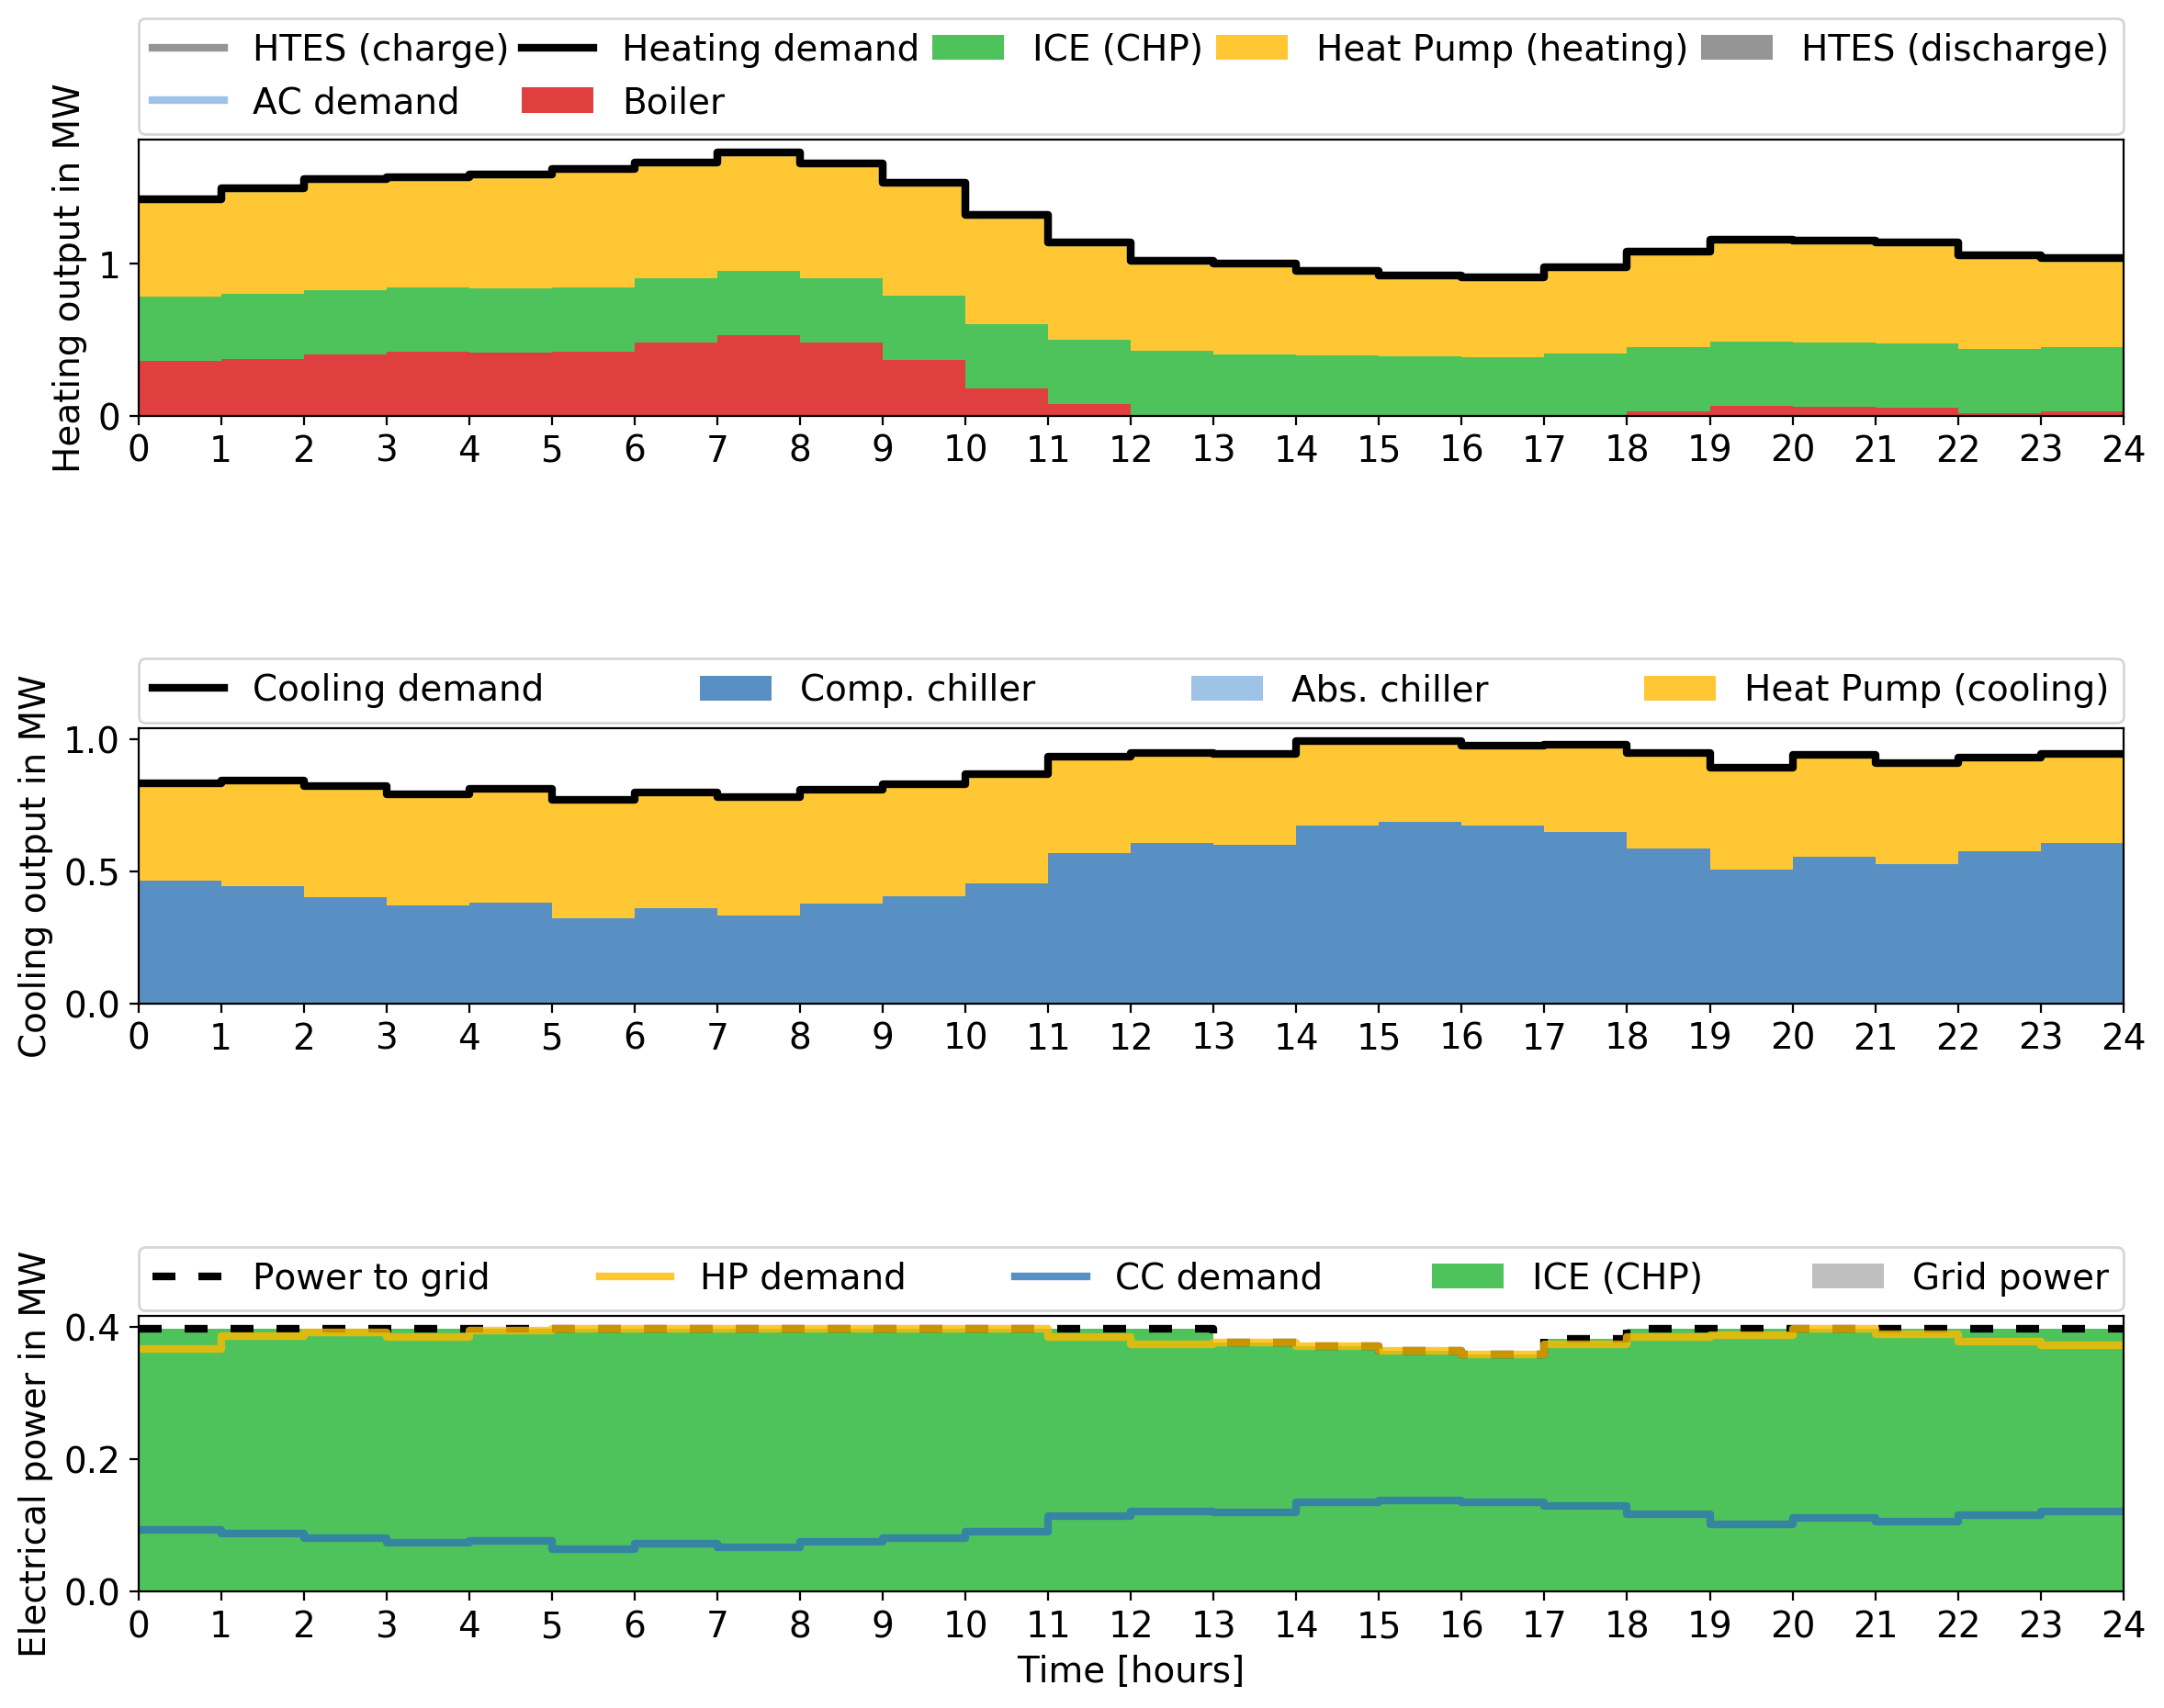 HTES (charge) Heating demand ICE (CHP) Heat Pump (heating) HTES (discharge)
AC demand Boiler
Heating output in MW
1
0
0 1 2 3 4 5 6 7 8 9 10 11 12 13 14 15 16 17 18 19 20 21 22 23 24
Cooling demand Comp. chiller Abs. chiller Heat Pump (cooling)
Cooling output in MW
1.0
0.5
0.0
0 1 2 3 4 5 6 7 8 9 10 11 12 13 14 15 16 17 18 19 20 21 22 23 24
Power to grid HP demand CC demand ICE (CHP) Grid power
Electrical power in MW
0.4
0.2
0.0
0 1 2 3 4 5 6 7 8 9 10 11 12 13 14 15 16 17 18 19 20 21 22 23 24
Time [hours]